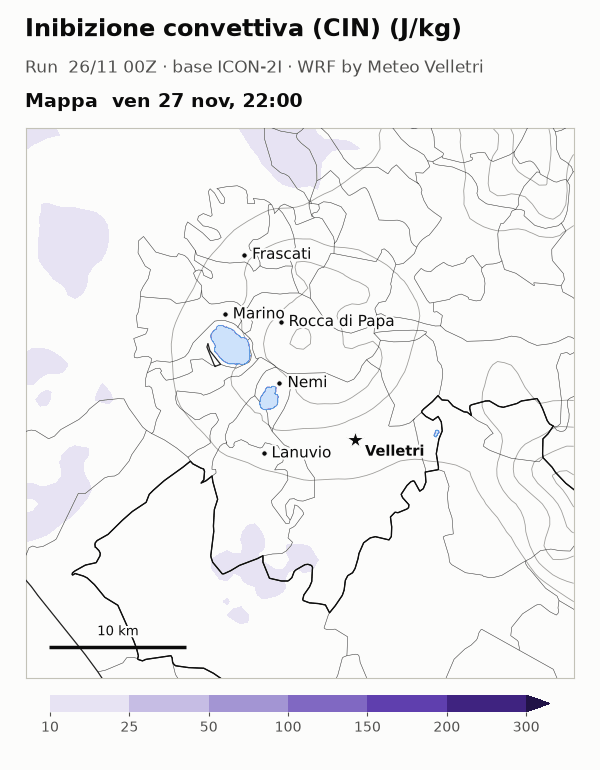 Inibizione convettiva (CIN) (J/kg)
Run  26/11 00Z · base ICON-2I · WRF by Meteo Velletri
Mappa  ven 27 nov, 22:00
Frascati
Marino
Rocca di Papa
Nemi
Velletri
Lanuvio
10 km
10 25 50 100 150 200 300